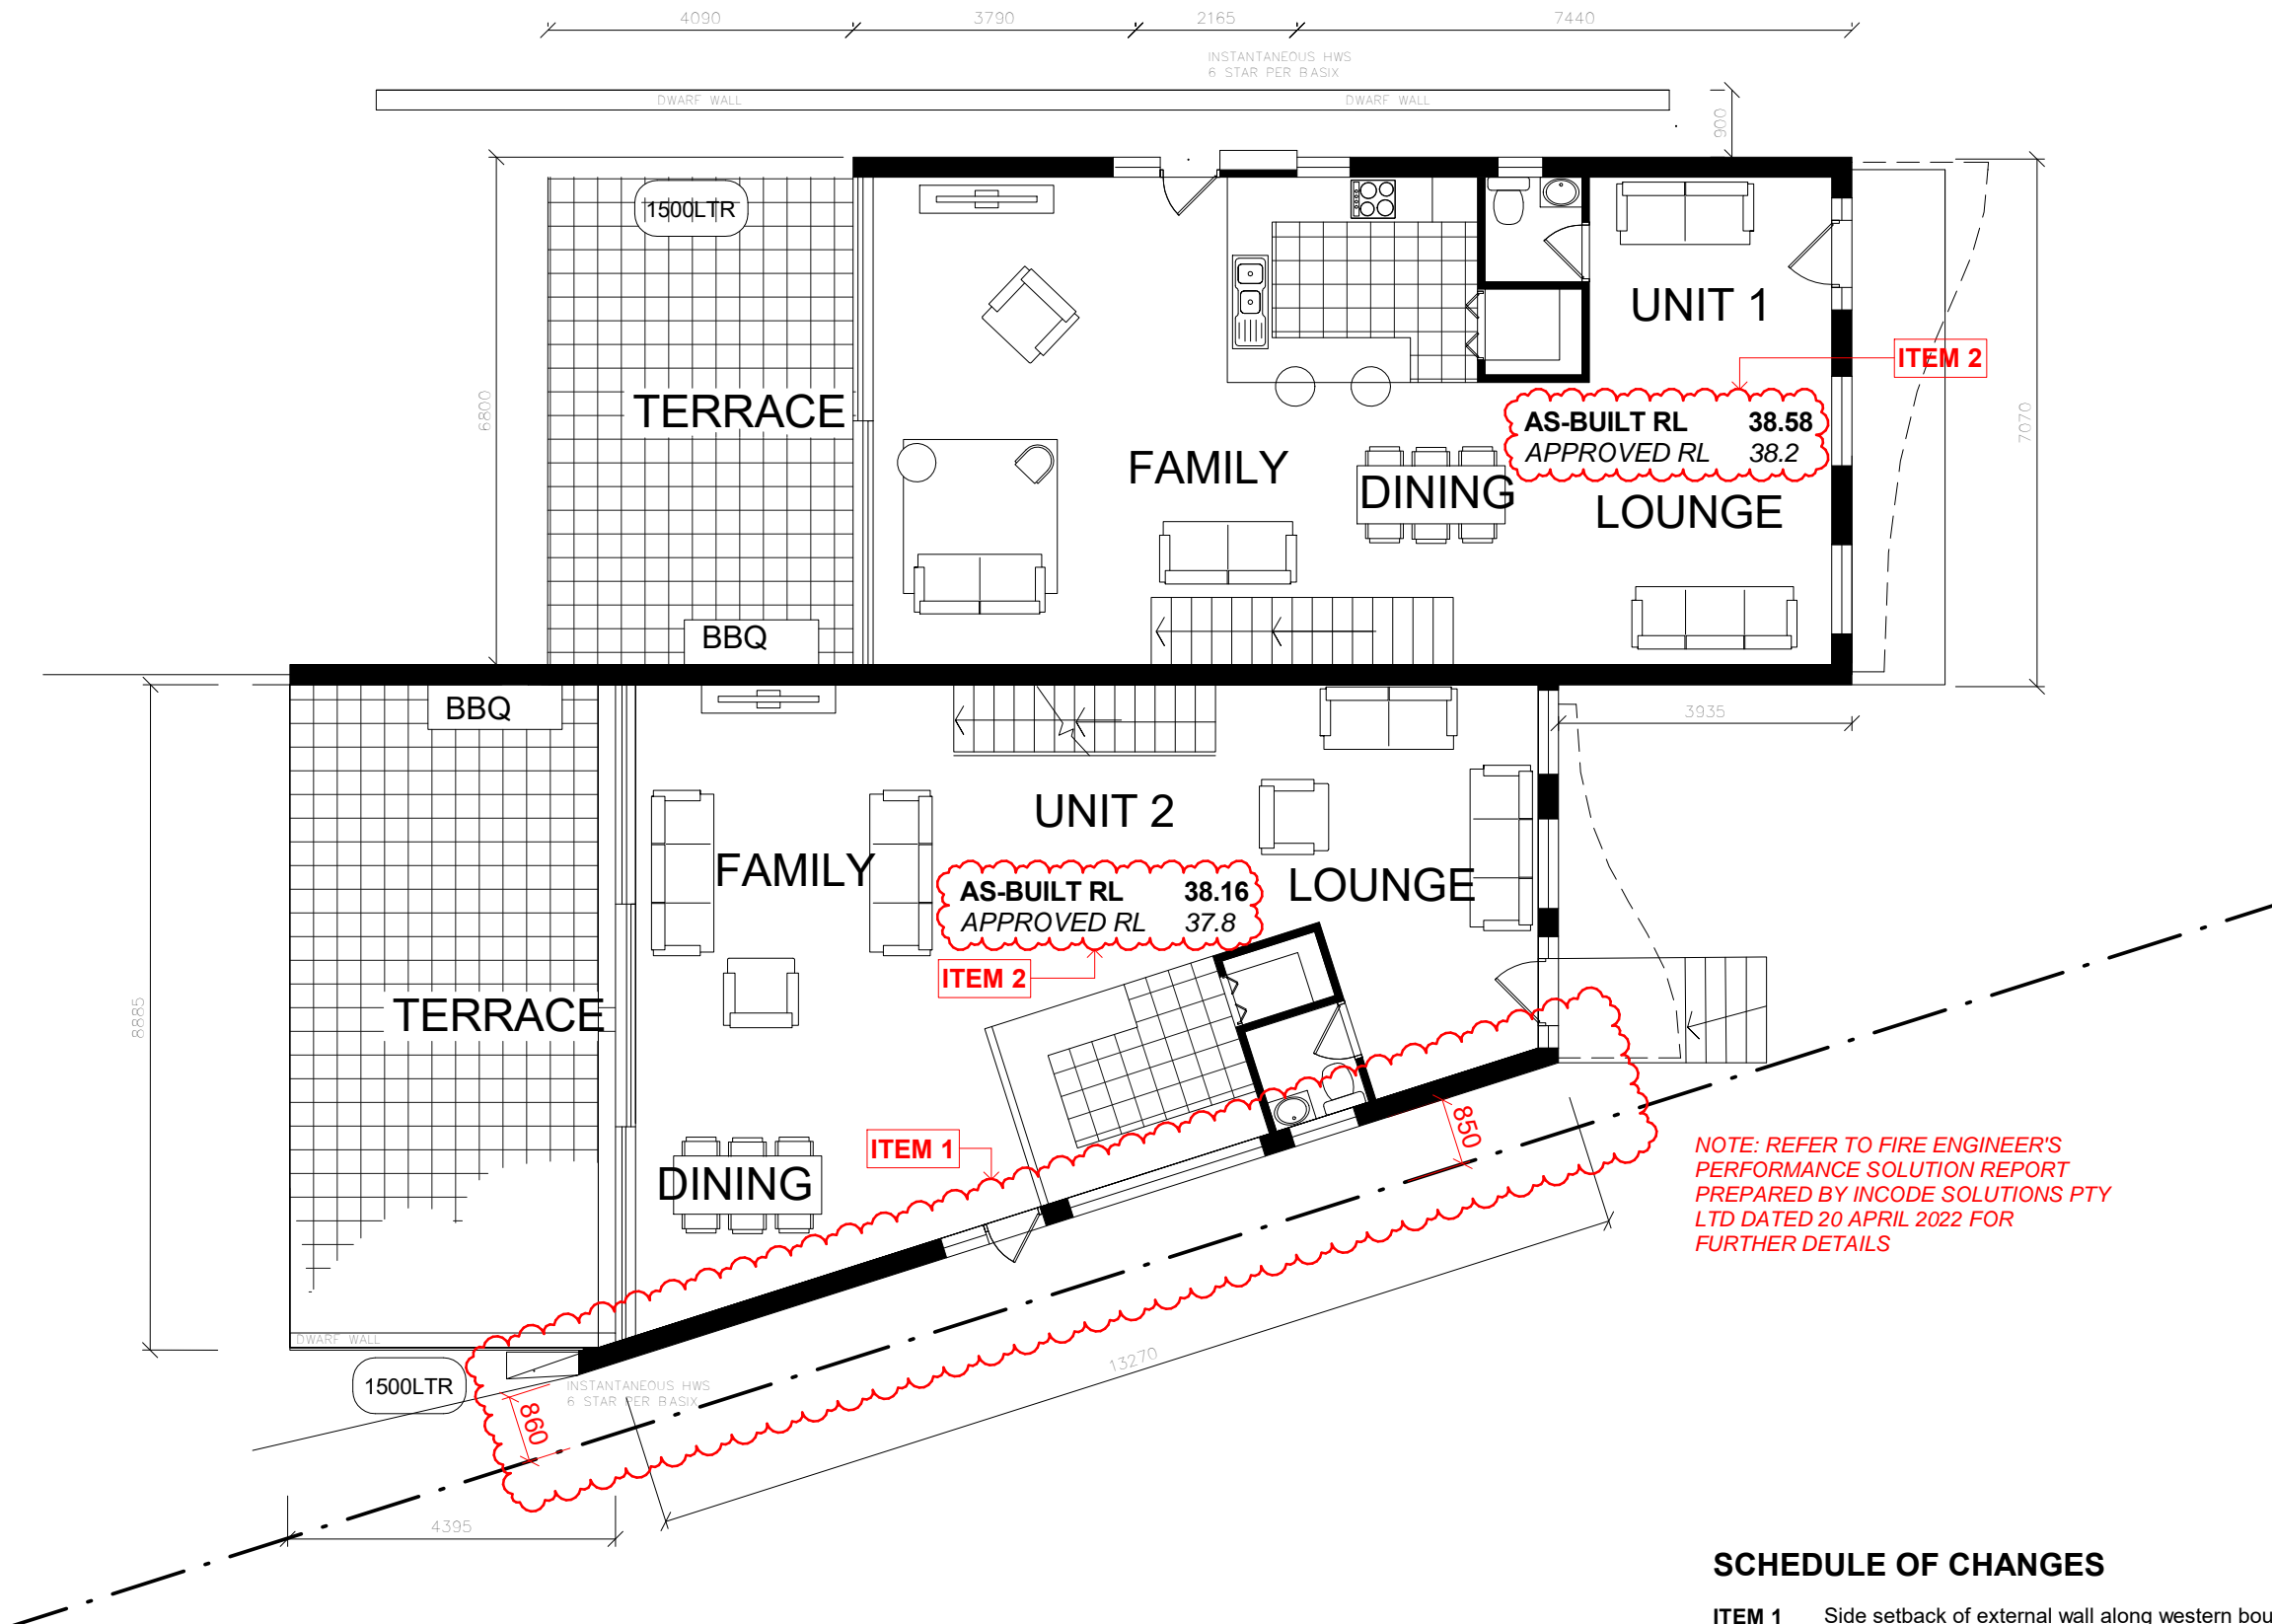 4090 3790 2165 7440
INSTANTANEOUS HWS
6 STAR PER BASIX
DWARF WALL DWARF WALL
900
1500LTR
UNIT 1
ITEM 2
6800
TERRACE
7070
AS-BUILT RL 38.58
APPROVED RL 38.2
FAMILY
DINING
LOUNGE
BBQ
BBQ
3935
UNIT 2
FAMILY
LOUNGE
AS-BUILT RL 38.16
APPROVED RL 37.8
ITEM 2
8885
TERRACE
ITEM 1
850
NOTE: REFER TO FIRE ENGINEER'S
PERFORMANCE SOLUTION REPORT
PREPARED BY INCODE SOLUTIONS PTY
LTD DATED 20 APRIL 2022 FOR
FURTHER DETAILS
DINING
DWARF WALL
13270
1500LTR
INSTANTANEOUS HWS
6 STAR PER BASIX
860
4395
SCHEDULE OF CHANGES
ITEM 1 Side setback of external wall along western bou